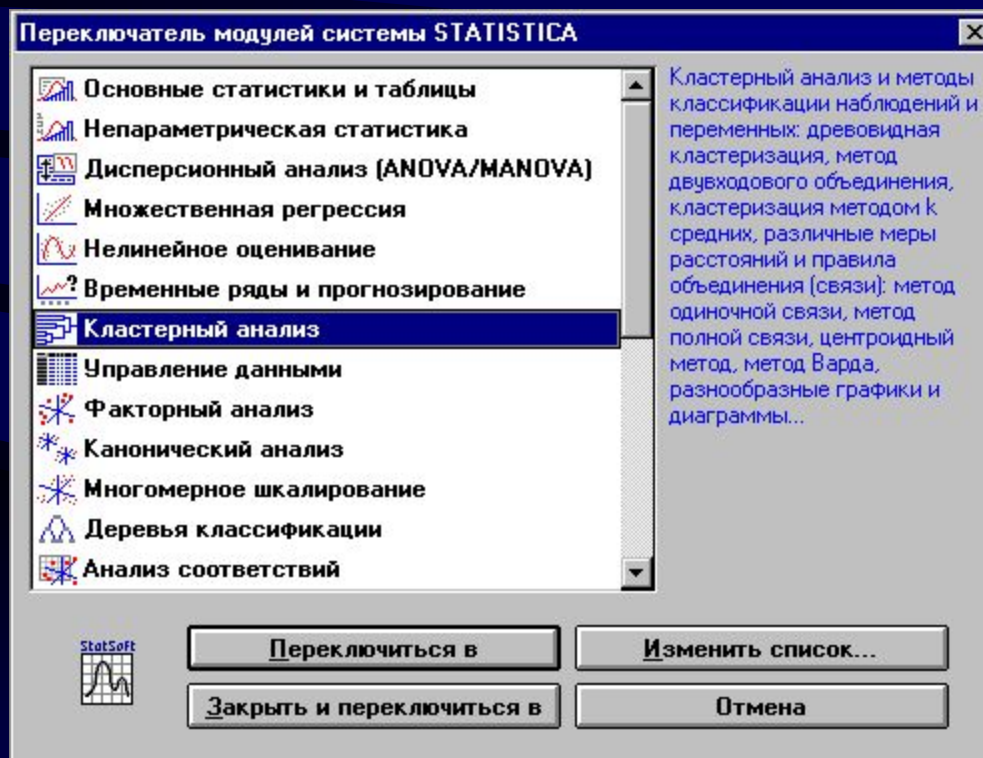 Переключатель модулей системы STATISTICA
Основные статистики и таблицы
Непараметрическая статистика
Дисперсионный анализ (ANOVA/MANOVA)
Множественная регрессия
Нелинейное оценивание
Временные ряды и прогнозирование
Кластерный анализ
Управление данными
Факторный анализ
Канонический анализ
Многомерное шкалирование
Деревья классификации
Анализ соответствий
Кластерный анализ и методы
классификации наблюдений и
переменных: древовидная
кластеризация, метод
двувходового объединения,
кластеризация методом k
средних, различные меры
расстояний и правила
объединения (связи): метод
одиночной связи, метод
полной связи, центроидный
метод, метод Варда,
разнообразные графики и
диаграммы...
StatSoft
Переключиться в
Изменить список...
Закрыть и переключиться в
Отмена